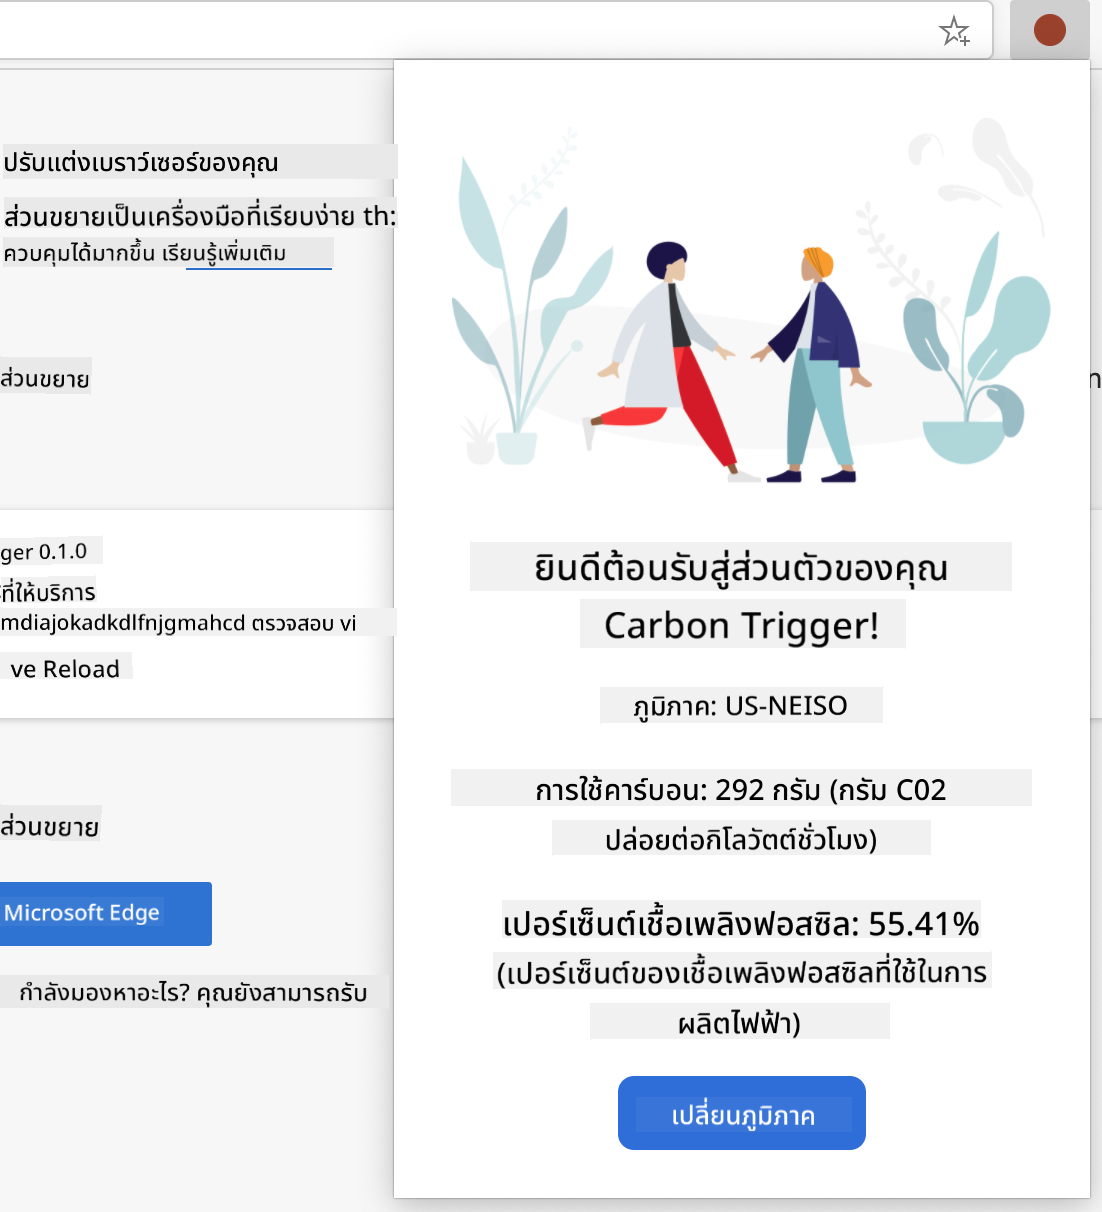 ปรับแต่งเบราว์เซอร์ของคุณ
ส่วนขยายเป็นเครื่องมือที่เรียบง่าย th:
ควบคุมได้มากขึ้น เรียนรู้เพิ่มเติม
ส่วนขยาย
ger 0.1.0
ที่ให้บริการ
mdiajokadkdlfnjgmahcd ตรวจสอบ vi
ve Reload
ส่วนขยาย
Microsoft Edge
กำลังมองหาอะไร? คุณยังสามารถรับ
ยินดีต้อนรับสู่ส่วนตัวของคุณ
Carbon Trigger!
ภูมิภาค: US-NEISO
การใช้คาร์บอน: 292 กรัม (กรัม C02
ปล่อยต่อกิโลวัตต์ชั่วโมง)
เปอร์เซ็นต์เชื้อเพลิงฟอสซิล: 55.41%
(เปอร์เซ็นต์ของเชื้อเพลิงฟอสซิลที่ใช้ในการ
ผลิตไฟฟ้า)
เปลี่ยนภูมิภาค